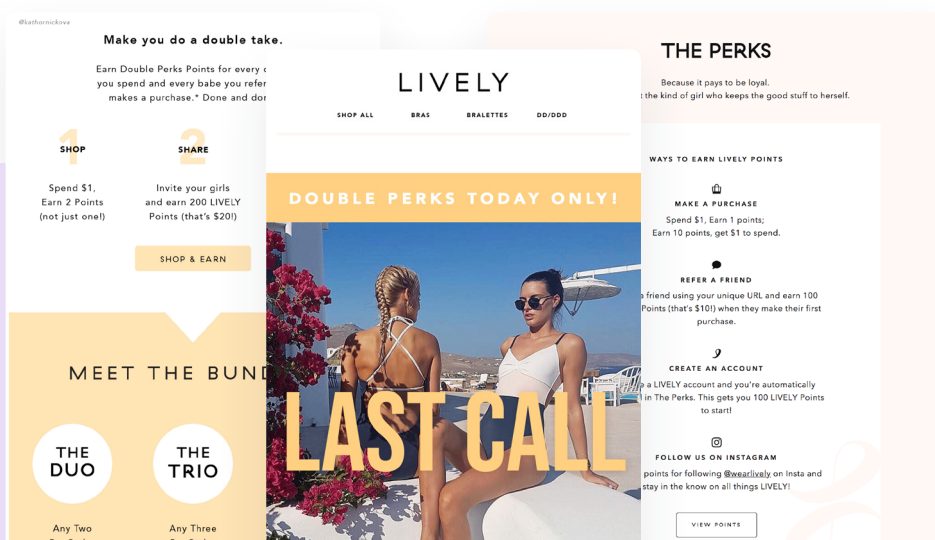 @kathornickova
Make you do a double take.
Earn Double Perks Points for every
you spend and every babe you refer
makes a purchase.* Done and
1
SHOP
2
SHARE
Spend $1,
Earn 2 Points
(not just one!)
Invite your girls
and earn 200 LIVELY
Points (that's $20!)
SHOP & EARN
MEET THE
THE
DUO
THE
TRIO
Any Two
Any Three
LIVELY
SHOP ALL
BRAS
BRALETTES
DD/DDD
DOUBLE PERKS TODAY ONLY!
LAST CALL
THE PERKS
Because it pays to be loyal.
the kind of girl who keeps the good stuff to herself.
WAYS TO EARN LIVELY POINTS
MAKE A PURCHASE
Spend $1, Earn 1 points;
Earn 10 points, get $1 to spend.
REFER A FRIEND
friend using your unique URL and earn 100
Points (that's $10!) when they make their first
purchase.
CREATE AN ACCOUNT
a LIVELY account and you're automatically
in The Perks. This gets you 100 LIVELY Points
to start!
FOLLOW US ON INSTAGRAM
points for following @wearlively on Insta and
stay in the know on all things LIVELY!
VIEW POINTS